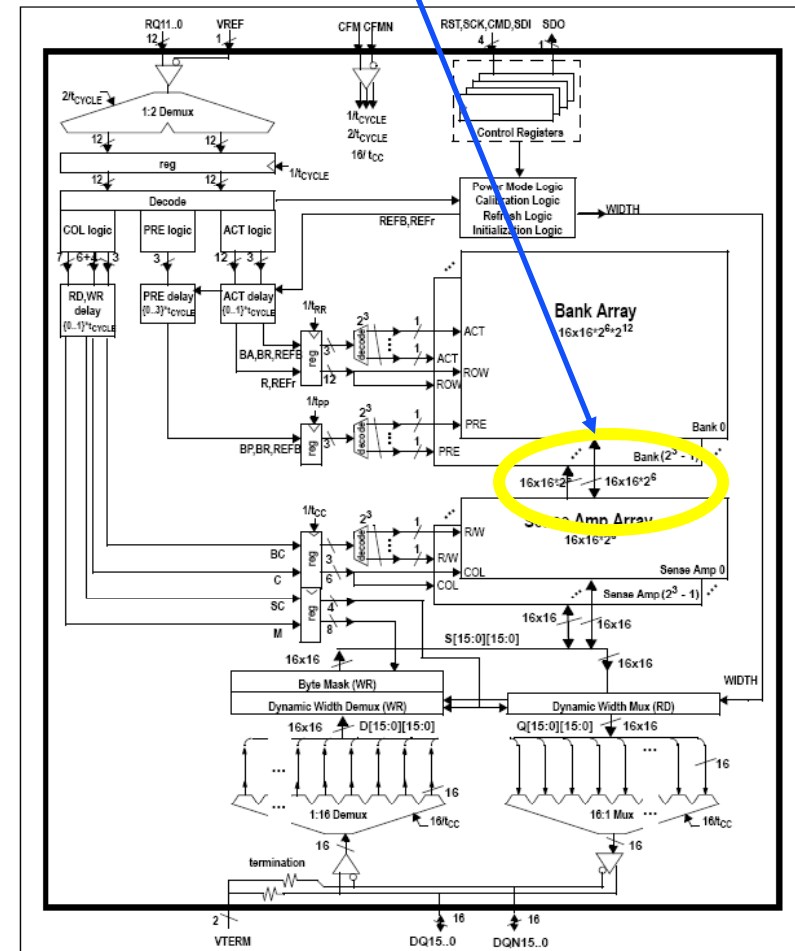 RQ11..0 VREF CFM CFMN RST,SCK,CMD,SDI SDO
12 1 4 1
2/tCYCLE
1:2 Demux
1/tCYCLE
2/tCYCLE
16/ tCC
Control Registers
12 12
reg
1/tCYCLE
12 12
Decode
COL logic PRE logic ACT logic
REFB,REFr
Power Mode Logic
Calibration Logic
Refresh Logic
Initialization Logic
WIDTH
7 6+4 3 3 12 3
RD,WR
delay
{0..1}*tCYCLE
PRE delay
{0..3}*tCYCLE
ACT delay
{0..1}*tCYCLE
1/tRR
reg
BA,BR,REFB
R,REFr
3
12
2^3
decode
1
1
ACT
ACT
ROW
ROW
Bank Array
16x16*2^6*2^12
1/tPP
reg
BP,BR,REFB
3
2^3
decode
1
1
PRE
PRE
Bank 0
Bank (2^3 - 1)
16x16*2^6 16x16*2^6
1/tCC
reg
BC
C
3
6
2^3
decode
1
1
R/W
R/W
COL
COL
Sense Amp Array
16x16*2^6
Sense Amp 0
Sense Amp (2^3 - 1)
SC
M
reg
4
8
16x16 16x16
S[15:0][15:0]
16x16 16x16
WIDTH
Byte Mask (WR)
Dynamic Width Demux (WR) Dynamic Width Mux (RD)
16x16 D[15:0][15:0] Q[15:0][15:0] 16x16
... ...
16 16
... ...
1:16 Demux 16:1 Mux
16/tCC 16/tCC
16 16
termination
2 16 16
VTERM DQ15..0 DQN15..0